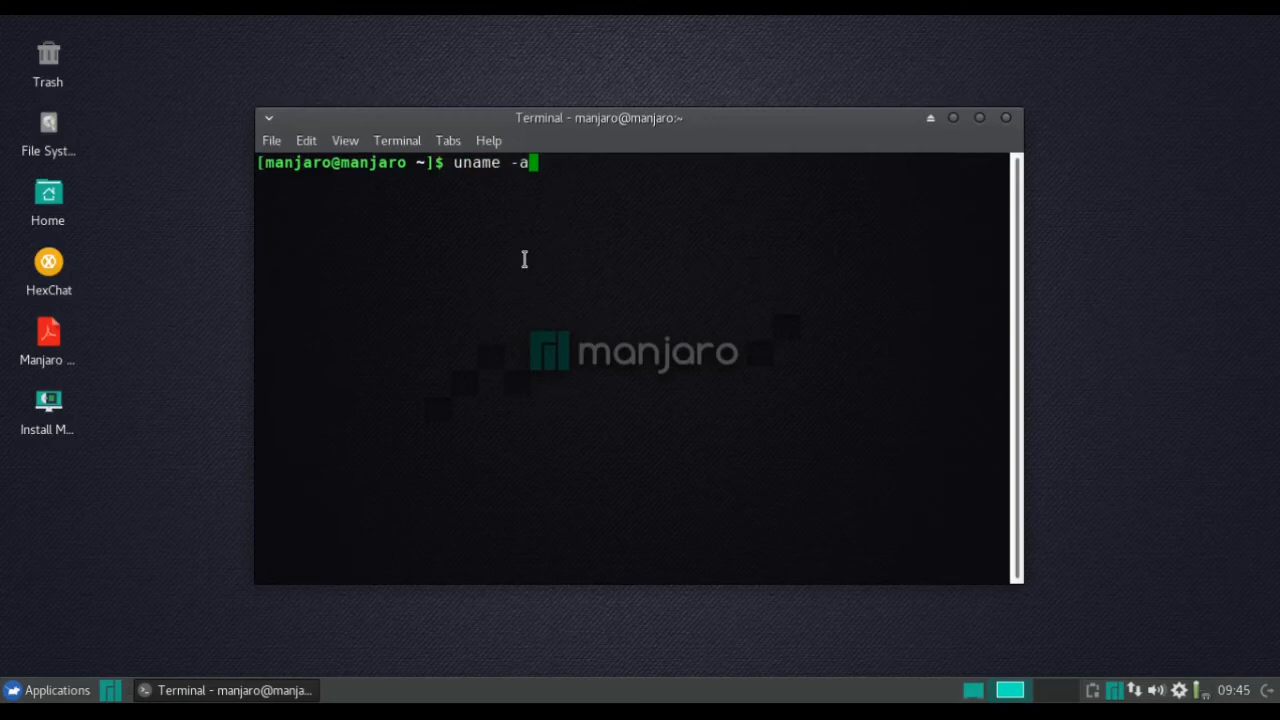 Trash
File Syst...
Home
HexChat
Manjaro ...
Install M...
Terminal - manjaro@manjaro:~
File Edit View Terminal Tabs Help
[manjaro@manjaro ~]$ uname -a
manjaro
Applications
Terminal - manjaro@manja...
09:45